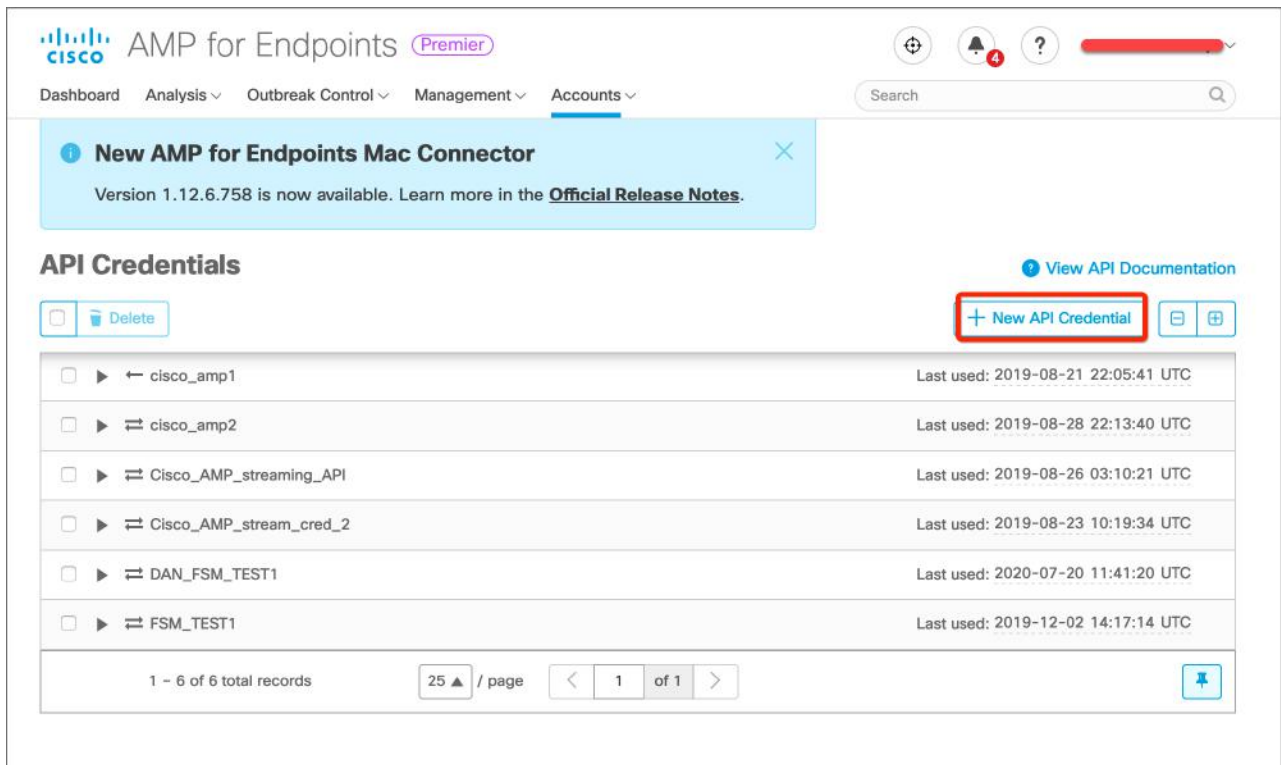 CISCO AMP for Endpoints Premier
4 ?
Dashboard Analysis Outbreak Control Management Accounts
Search
New AMP for Endpoints Mac Connector
Version 1.12.6.758 is now available. Learn more in the Official Release Notes.
API Credentials
View API Documentation
Delete
+ New API Credential
cisco_amp1 Last used: 2019-08-21 22:05:41 UTC
cisco_amp2 Last used: 2019-08-28 22:13:40 UTC
Cisco_AMP_streaming_API Last used: 2019-08-26 03:10:21 UTC
Cisco_AMP_stream_cred_2 Last used: 2019-08-23 10:19:34 UTC
DAN_FSM_TEST1 Last used: 2020-07-20 11:41:20 UTC
FSM_TEST1 Last used: 2019-12-02 14:17:14 UTC
1 – 6 of 6 total records 25 / page 1 of 1